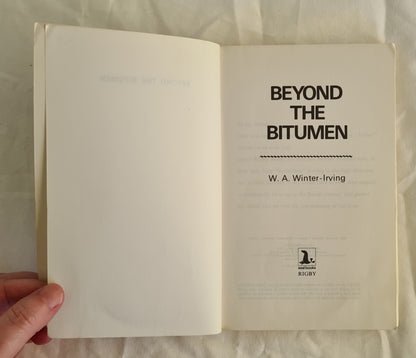 BEYOND
THE
BITUMEN
W. A. Winter-Irving
RIGBY